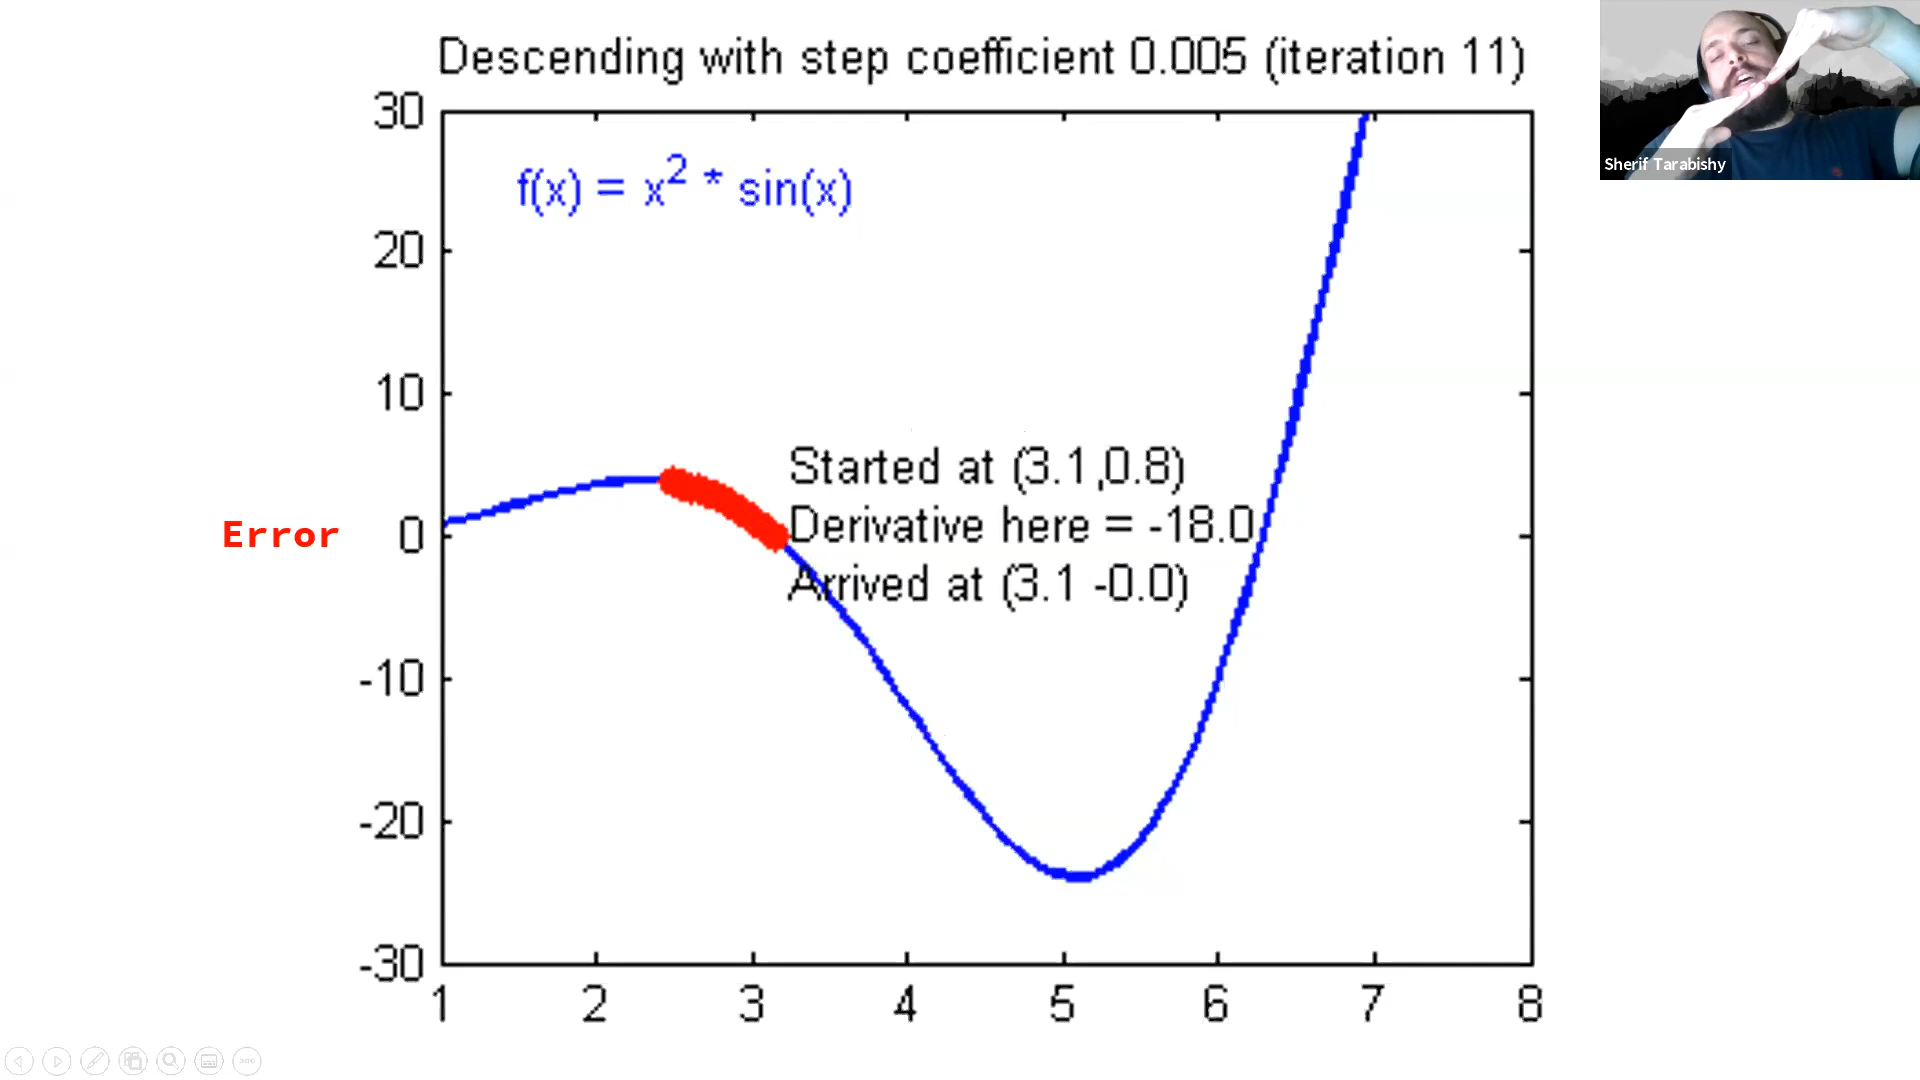 Descending with step coefficient 0.005 (iteration 11)
Sherif Tarabishy
30
f(x) = x² * sin(x)
20
10
Started at (3.1,0.8)
Error
0
Derivative here = -18.0
Arrived at (3.1 -0.0)
-10
-20
-30
1 2 3 4 5 6 7 8